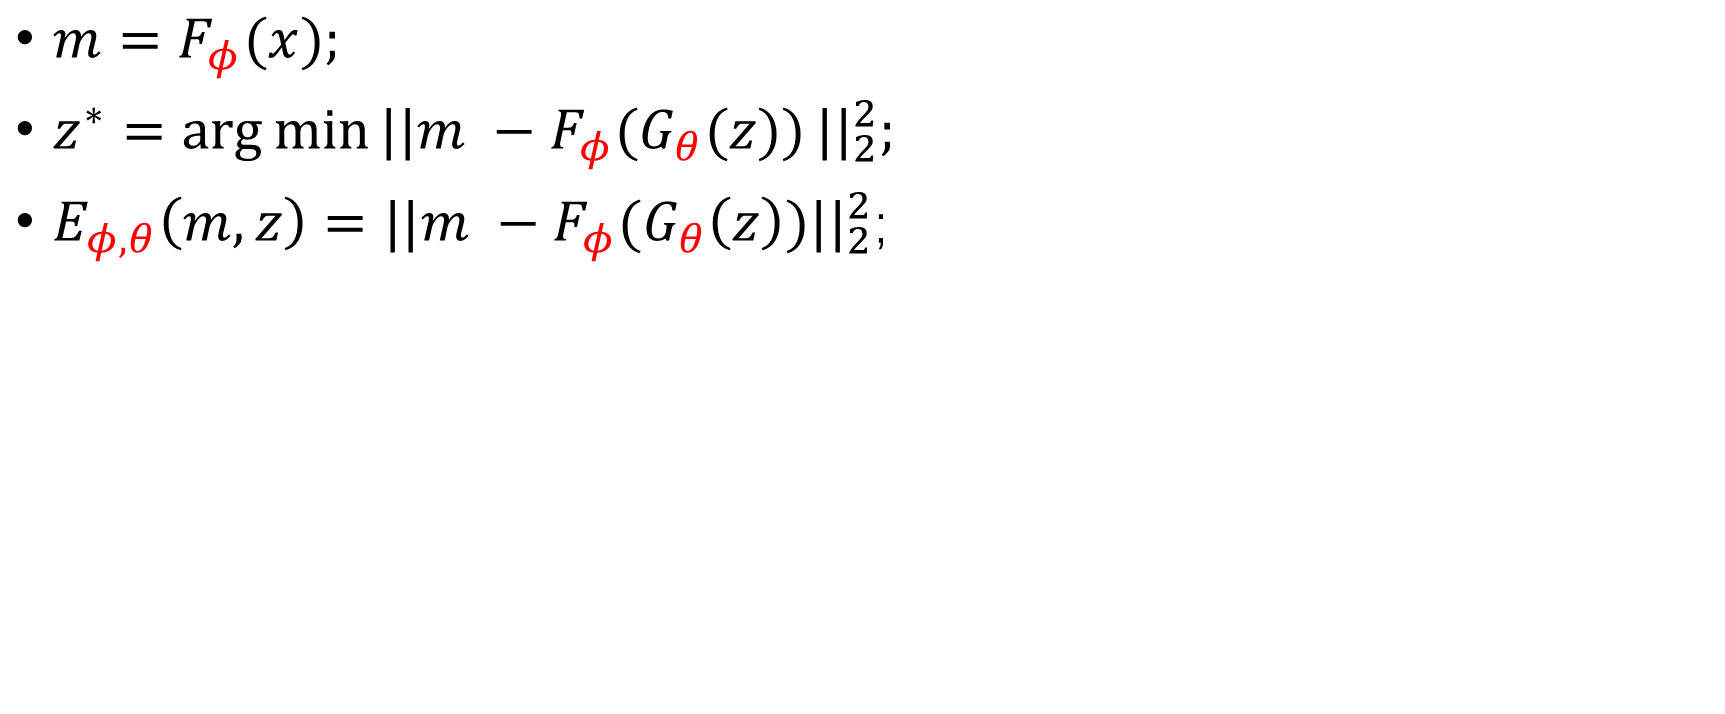 • m = F_ϕ(x);
• z* = arg min ||m − F_ϕ(G_θ(z)) ||₂²;
• E_ϕ,θ(m, z) = ||m − F_ϕ(G_θ(z))||₂²;